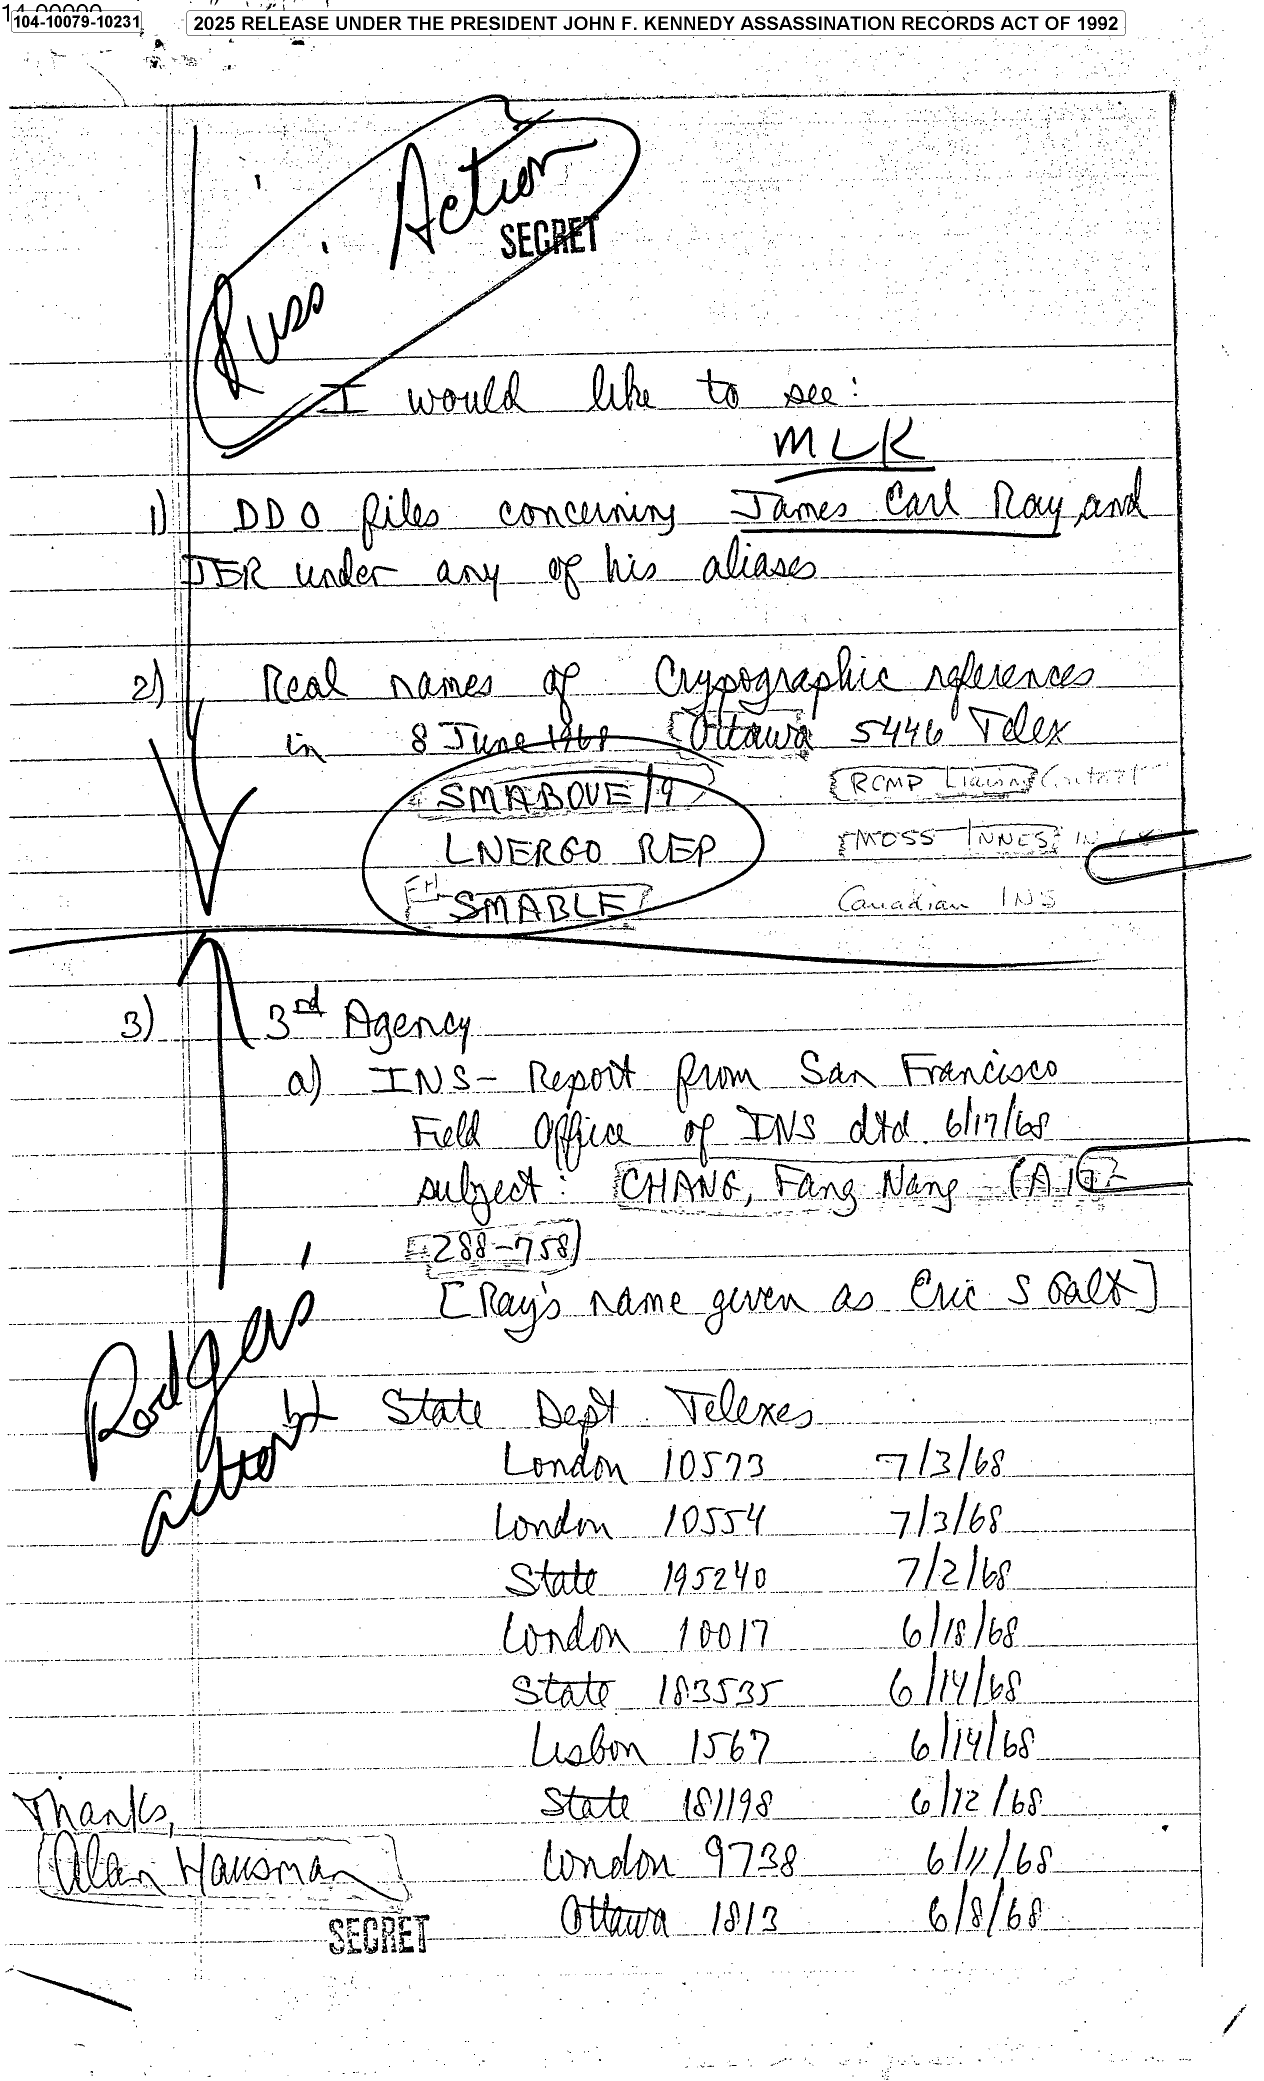 14-00000
104-10079-10231
2025 RELEASE UNDER THE PRESIDENT JOHN F. KENNEDY ASSASSINATION RECORDS ACT OF 1992
Russ' Action
SECRET
I would like to see:
MLK
1) DDO files concerning James Earl Ray, and
JER under any of his aliases
2) Real names of Crypographic references
in 8 June 1968 Ottawa 5446 Telex
SMABOVE/9 RCMP Liaison
LNERGO REP MOSS INNES IN
SMABLE Canadian INS
3) 3rd Agency
a) INS- Report from San Francisco
Field Office of INS dtd. 6/17/68
subject: CHANG, Fang Nang (A
288-758)
[Ray's name given as Eric S Galt]
Rodger's
action
b) State Dept Telexes
London 10573 7/3/68
London 10554 7/3/68
State 195240 7/2/68
London 10017 6/18/68
State 183535 6/14/68
Lisbon 1567 6/14/68
State 181198 6/12/68
London 9738 6/11/68
Ottawa 1813 6/8/68
Thanks,
Alan Hausman
SECRET